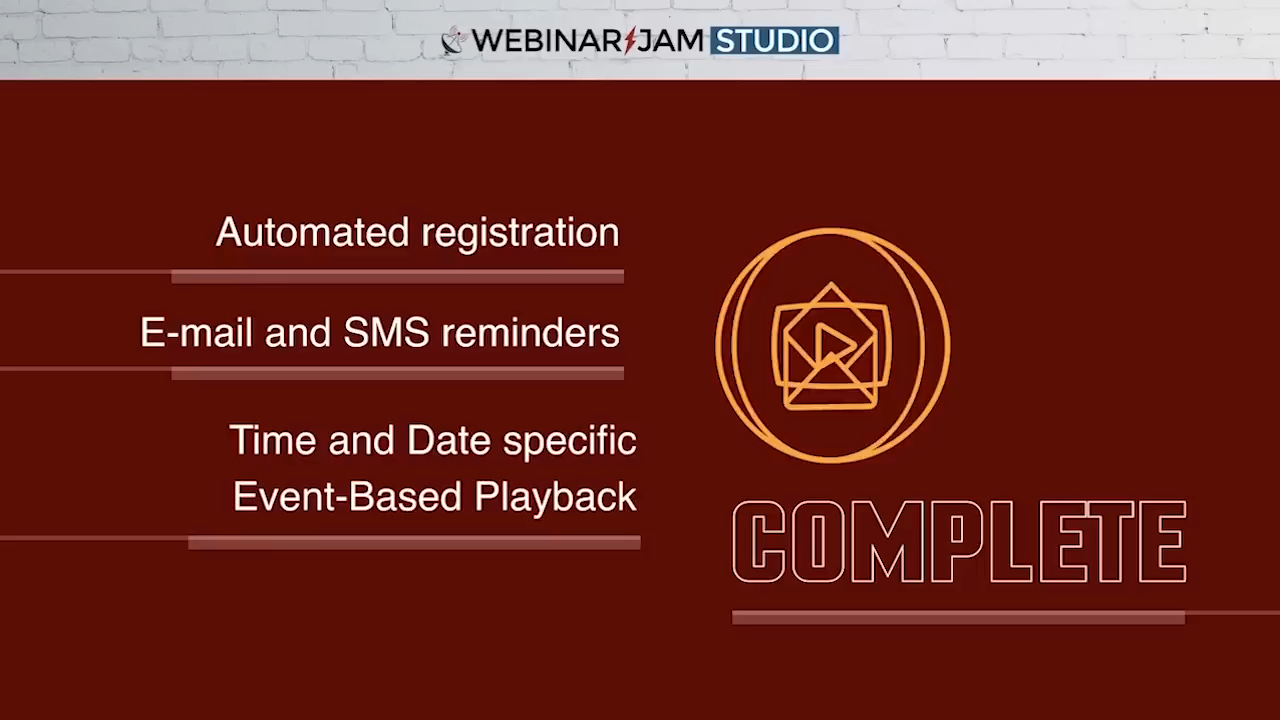 WEBINARJAM STUDIO
Automated registration
E-mail and SMS reminders
Time and Date specific
Event-Based Playback
COMPLETE